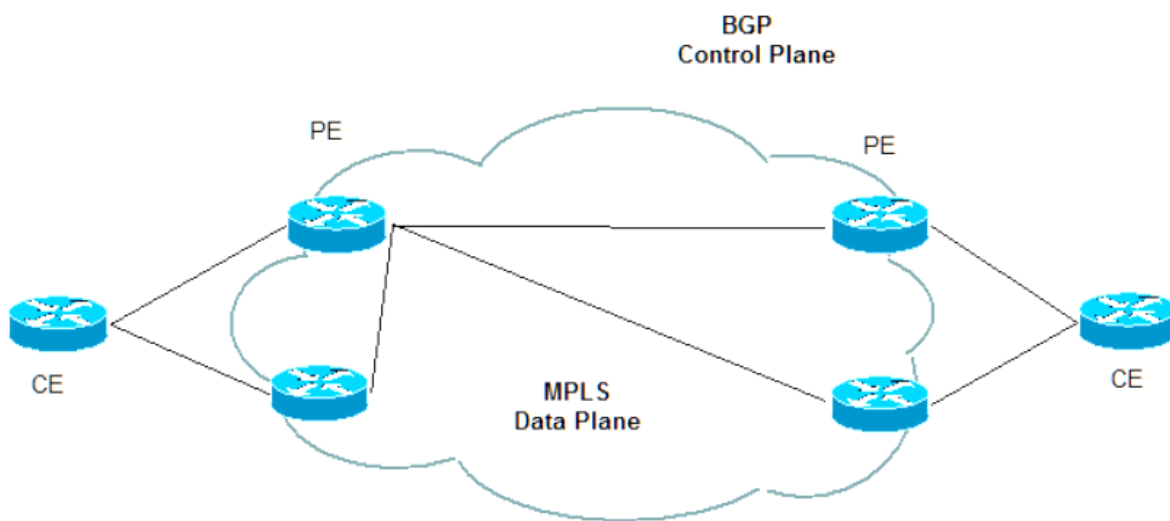 BGP
Control Plane
PE
PE
CE
CE
MPLS
Data Plane